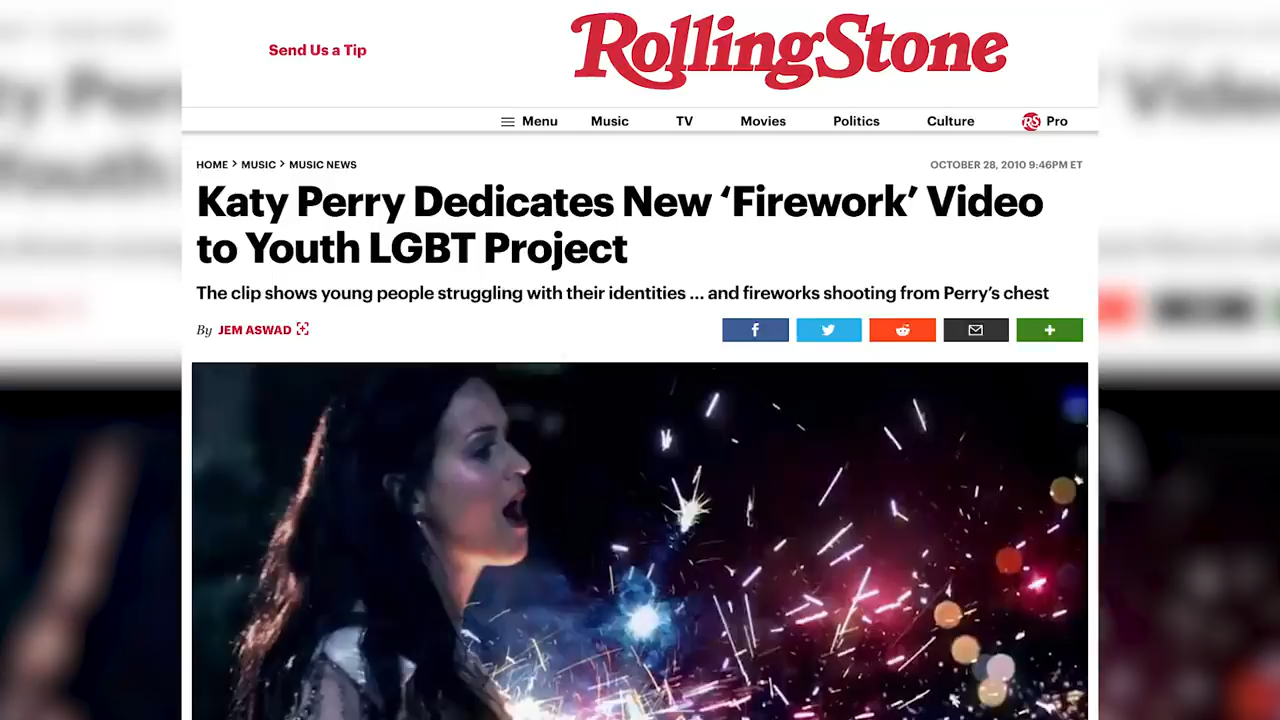 Send Us a Tip
RollingStone
Menu Music TV Movies Politics Culture RS Pro
HOME > MUSIC > MUSIC NEWS
OCTOBER 28, 2010 9:46PM ET
Katy Perry Dedicates New ‘Firework’ Video
to Youth LGBT Project
The clip shows young people struggling with their identities ... and fireworks shooting from Perry’s chest
By JEM ASWAD